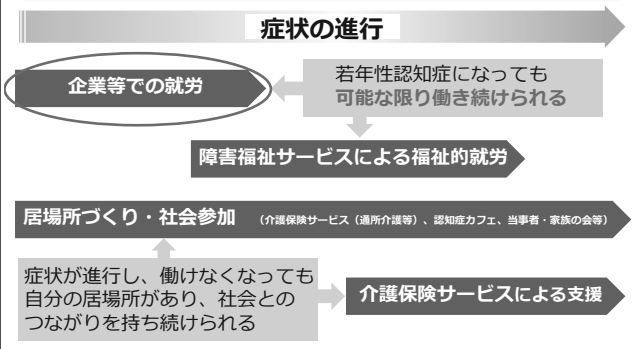 症状の進行
企業等での就労
若年性認知症になっても
可能な限り働き続けられる
障害福祉サービスによる福祉的就労
居場所づくり・社会参加 (介護保険サービス(通所介護等)、認知症カフェ、当事者・家族の会等)
症状が進行し、働けなくなっても
自分の居場所があり、社会との
つながりを持ち続けられる
介護保険サービスによる支援